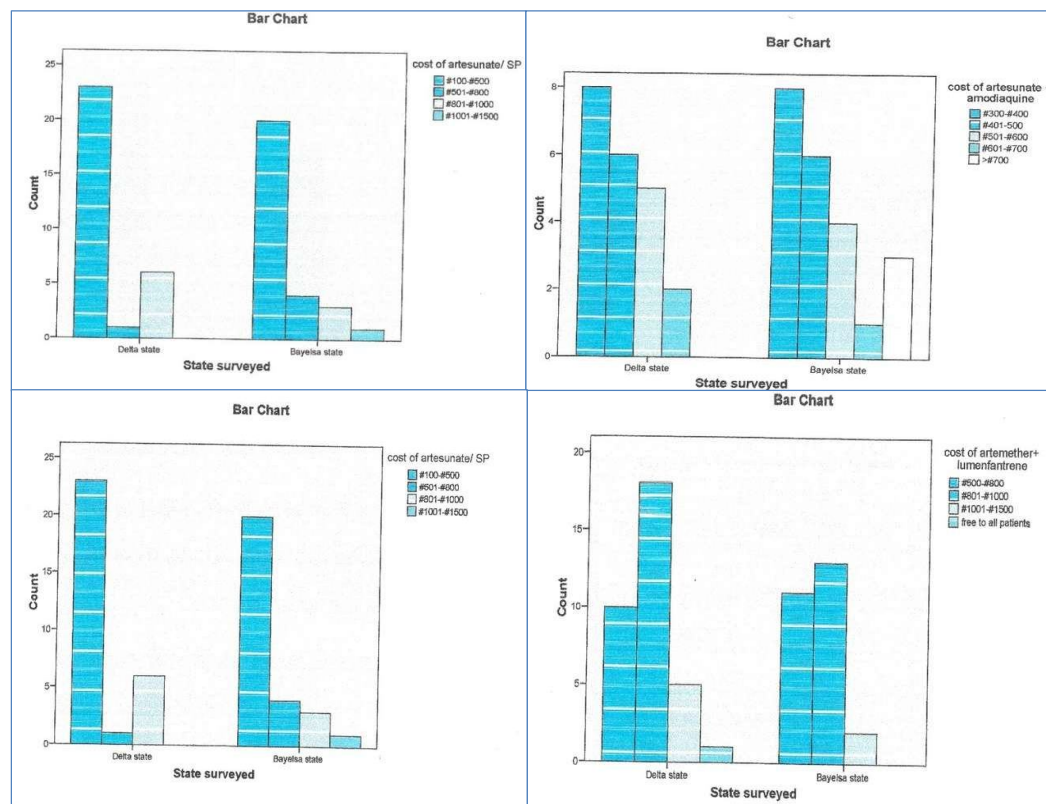 Bar Chart
cost of artesunate/ SP
#100-#500
#501-#800
#801-#1000
#1001-#1500
Count
25
20
15
10
5
0
Delta state
Bayelsa state
State surveyed
Bar Chart
cost of artesunate
amodiaquine
#300-#400
#401-500
#501-#600
#601-#700
>#700
Count
8
6
4
2
0
Delta state
Bayelsa state
State surveyed
Bar Chart
cost of artesunate/ SP
#100-#500
#501-#800
#801-#1000
#1001-#1500
Count
25
20
15
10
5
0
Delta state
Bayelsa state
State surveyed
Bar Chart
cost of artemether+
lumenfantrene
#500-#800
#801-#1000
#1001-#1500
free to all patients
Count
20
15
10
5
0
Delta state
Bayelsa state
State surveyed